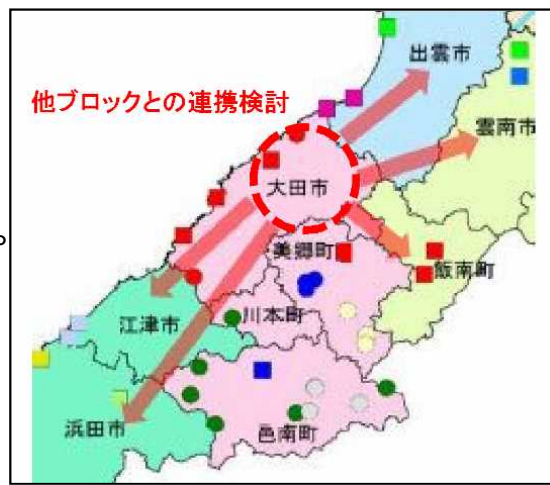 出雲市
他ブロックとの連携検討
雲南市
大田市
美郷町
飯南町
川本町
江津市
浜田市
邑南町
。